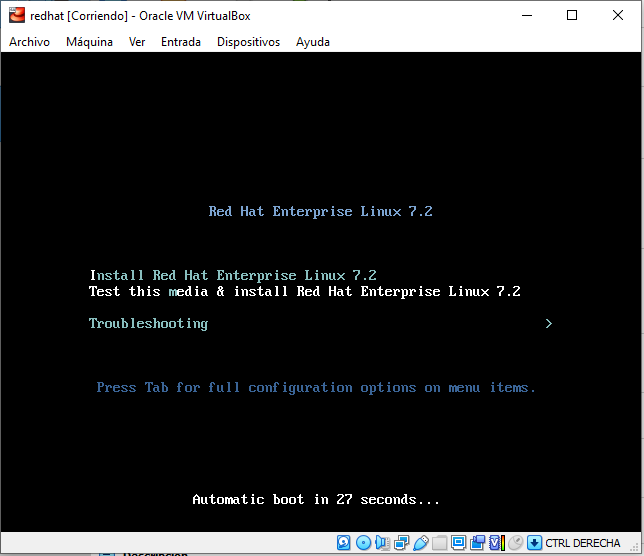 redhat [Corriendo] - Oracle VM VirtualBox
Archivo Máquina Ver Entrada Dispositivos Ayuda
Red Hat Enterprise Linux 7.2
Install Red Hat Enterprise Linux 7.2
Test this media & install Red Hat Enterprise Linux 7.2
Troubleshooting >
Press Tab for full configuration options on menu items.
Automatic boot in 27 seconds...
CTRL DERECHA